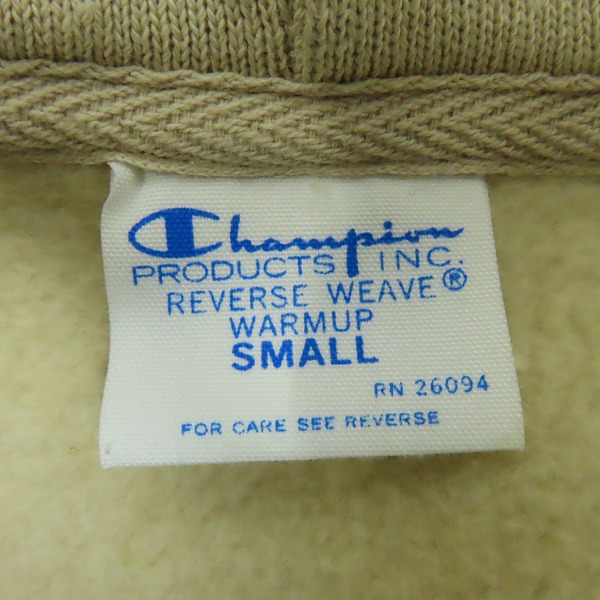 Champion
PRODUCTS INC.
REVERSE WEAVE®
WARMUP
SMALL
RN 26094
FOR CARE SEE REVERSE